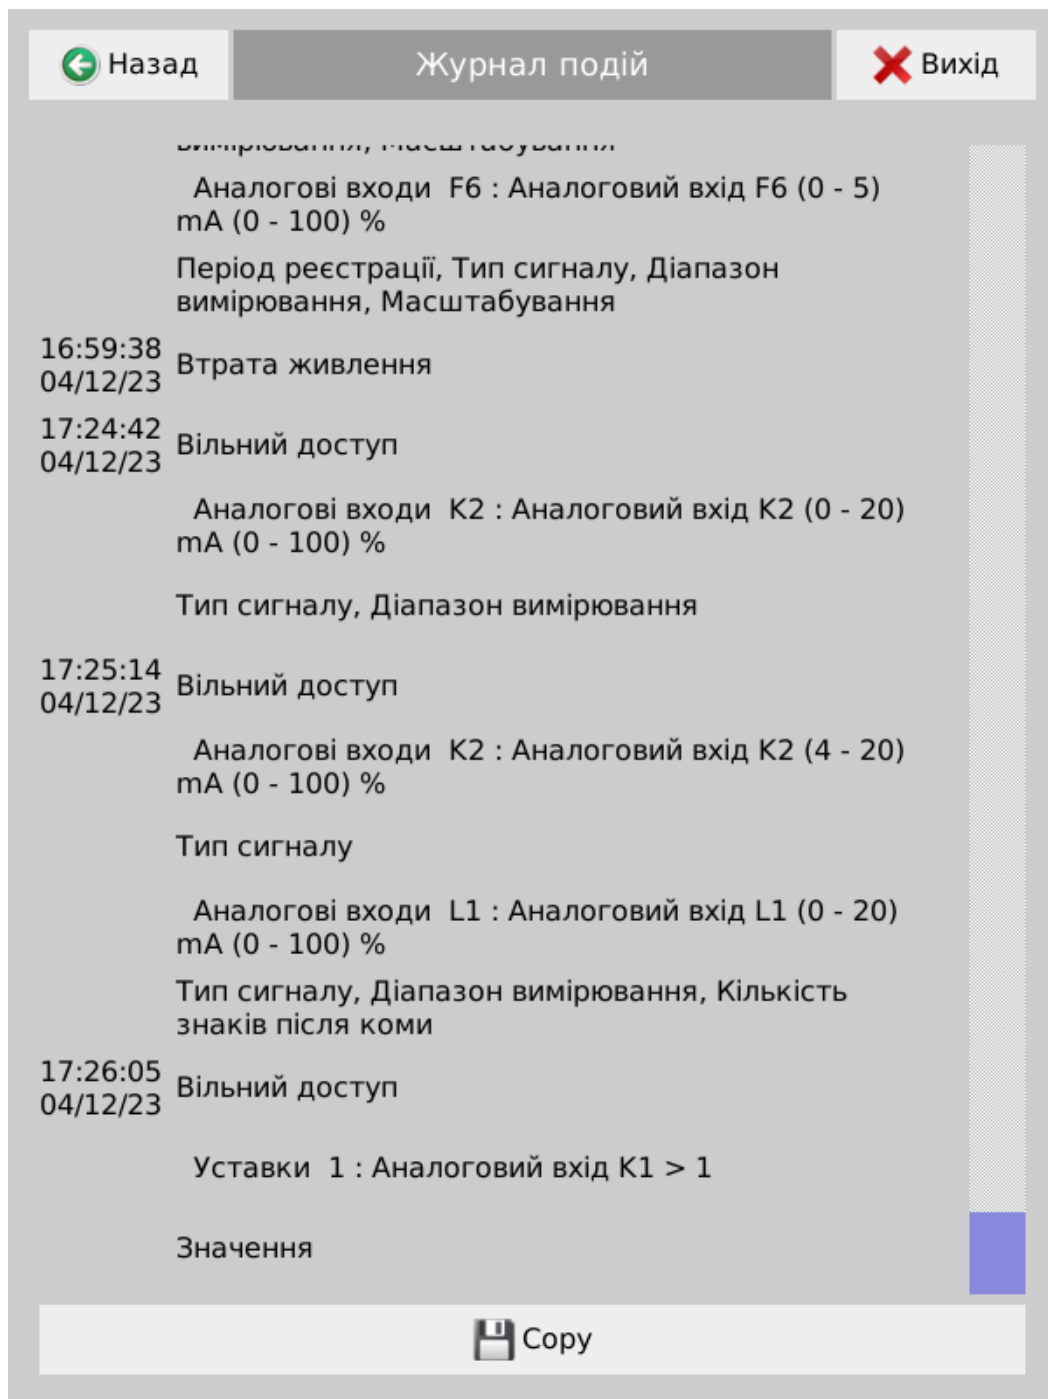 Назад
Журнал подій
Вихід
вимірювання, Масштабування
Аналогові входи  F6 : Аналоговий вхід F6 (0 - 5)
mA (0 - 100) %
Період реєстрації, Тип сигналу, Діапазон
вимірювання, Масштабування
16:59:38
04/12/23
Втрата живлення
17:24:42
04/12/23
Вільний доступ
Аналогові входи  K2 : Аналоговий вхід K2 (0 - 20)
mA (0 - 100) %
Тип сигналу, Діапазон вимірювання
17:25:14
04/12/23
Вільний доступ
Аналогові входи  K2 : Аналоговий вхід K2 (4 - 20)
mA (0 - 100) %
Тип сигналу
Аналогові входи  L1 : Аналоговий вхід L1 (0 - 20)
mA (0 - 100) %
Тип сигналу, Діапазон вимірювання, Кількість
знаків після коми
17:26:05
04/12/23
Вільний доступ
Уставки  1 : Аналоговий вхід K1 > 1
Значення
Copy